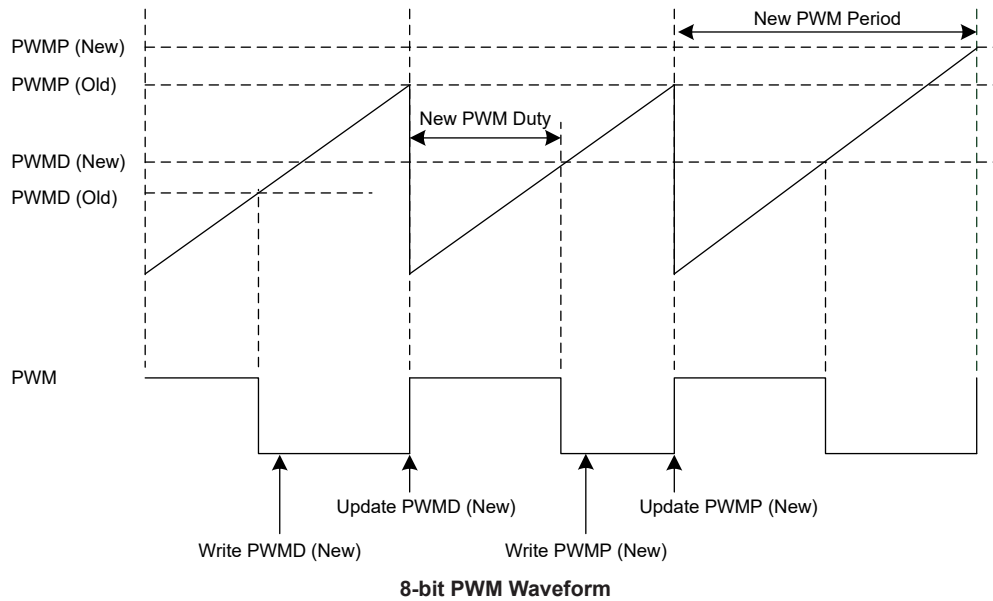 New PWM Period
PWMP (New)
PWMP (Old)
New PWM Duty
PWMD (New)
PWMD (Old)
PWM
Update PWMD (New)
Update PWMP (New)
Write PWMD (New)
Write PWMP (New)
8-bit PWM Waveform